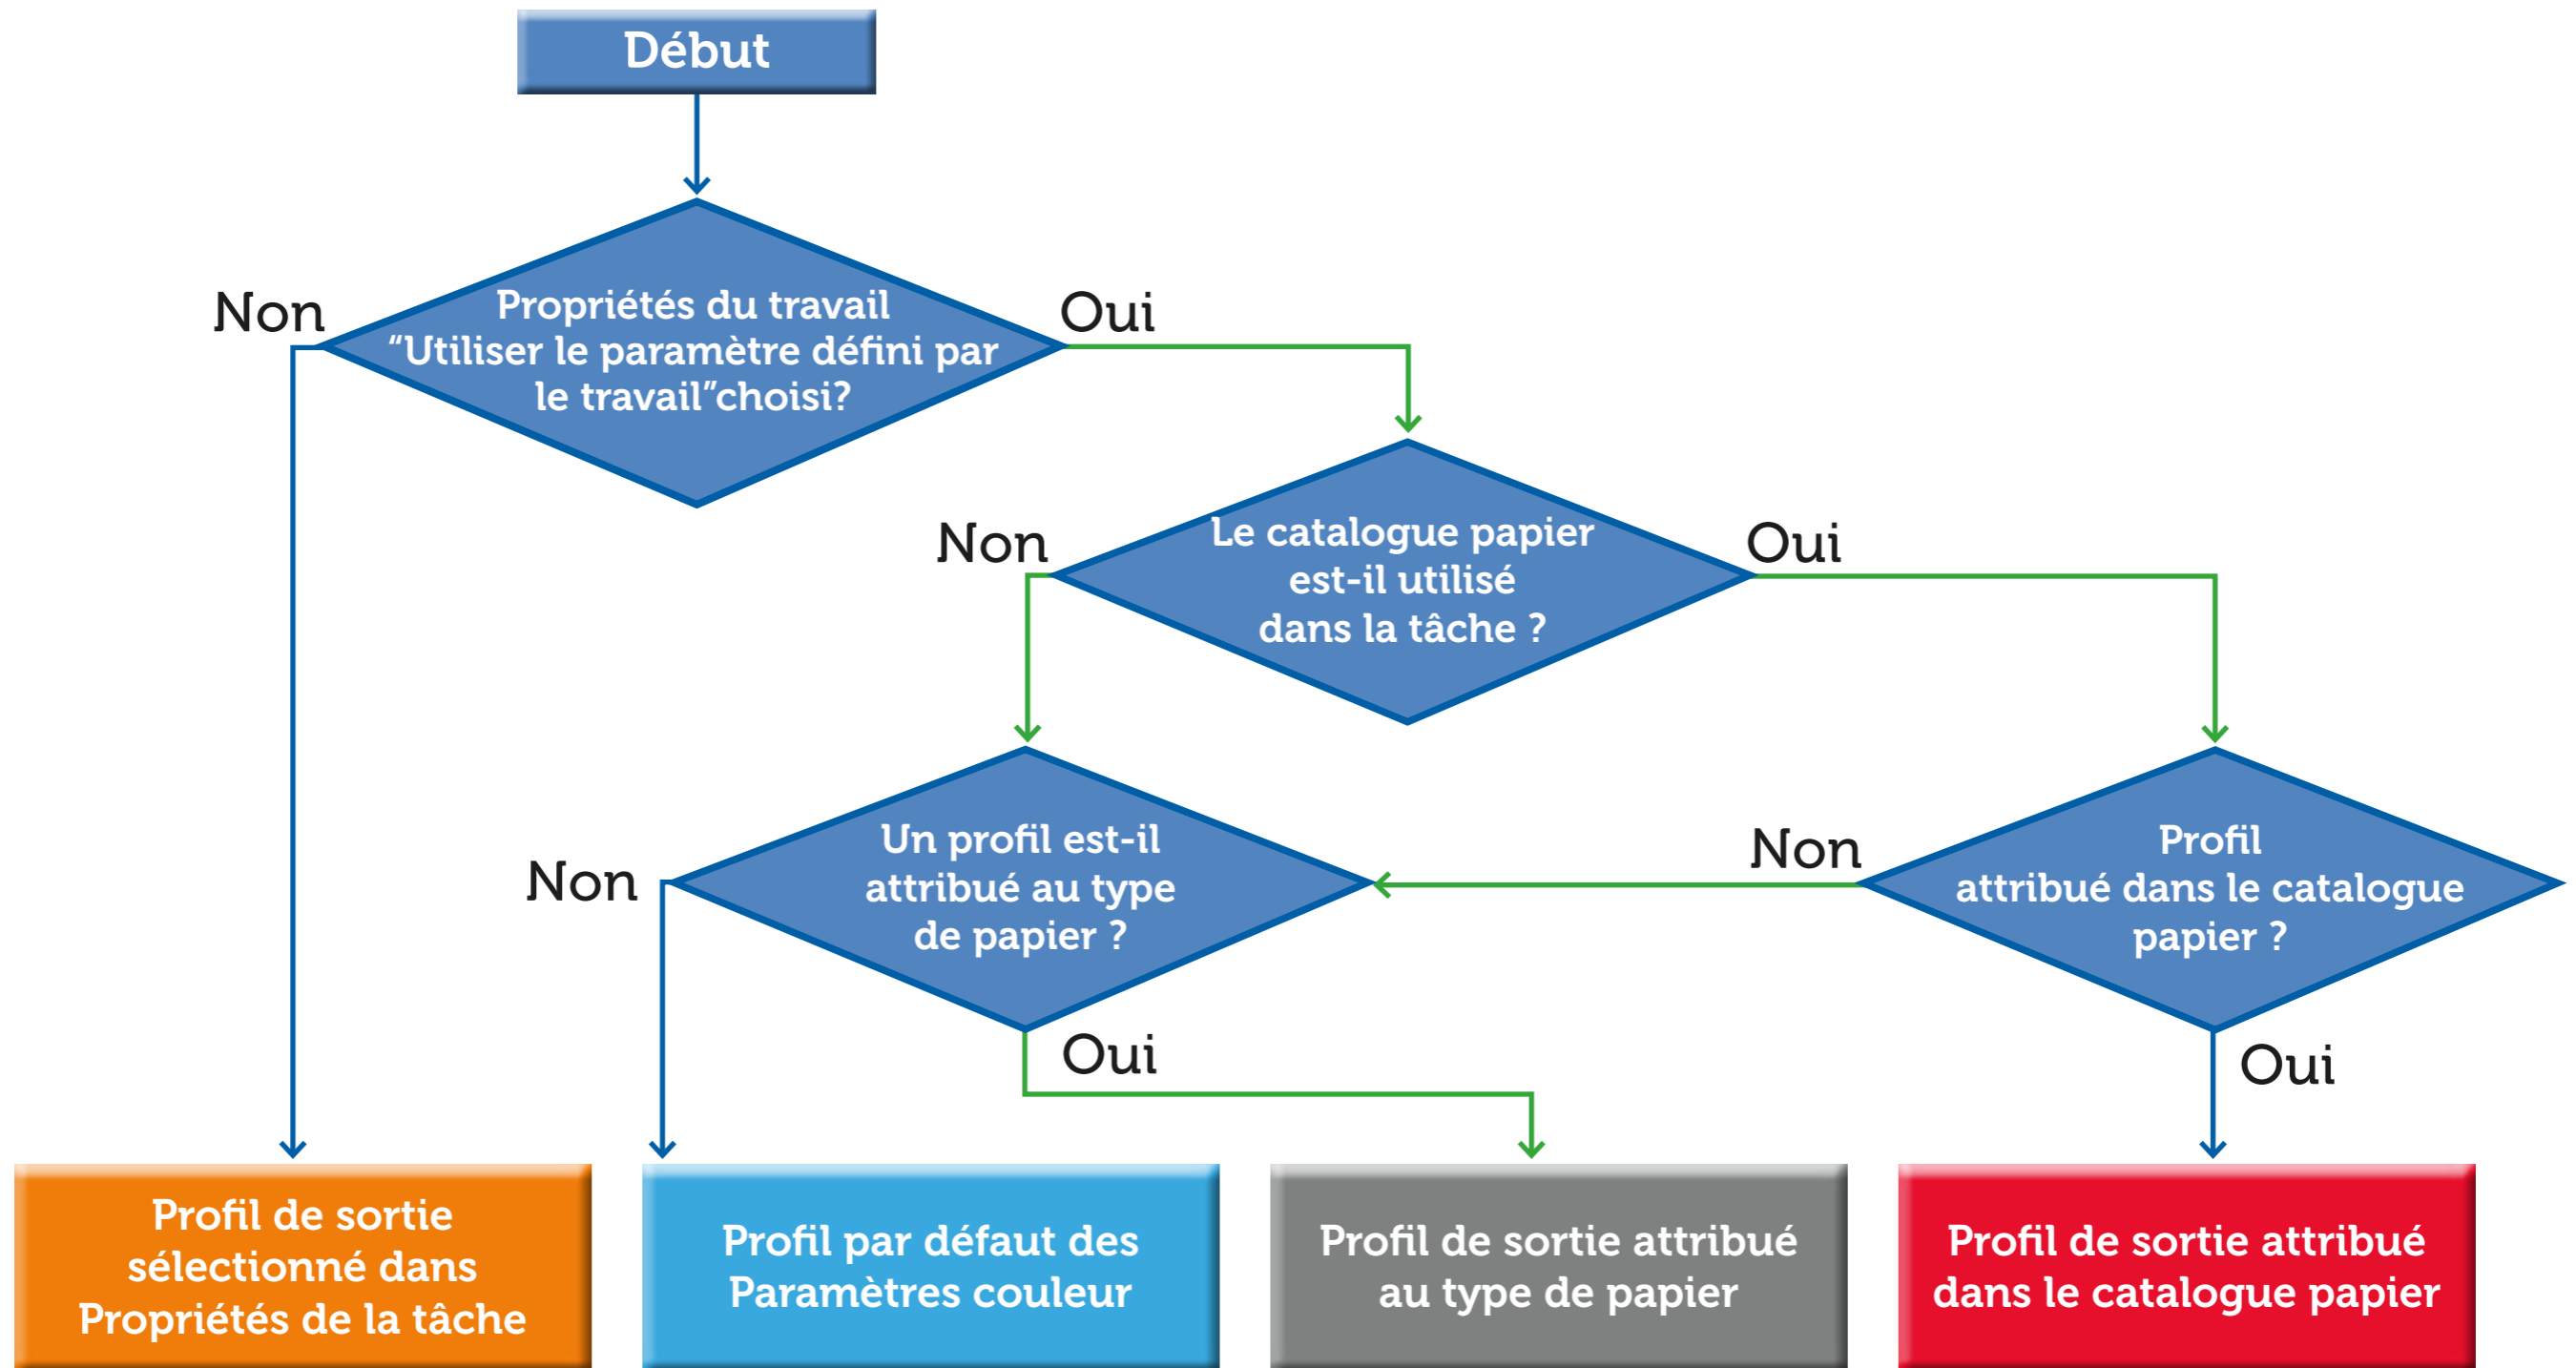 Début
Non
Propriétés du travail
“Utiliser le paramètre défini par
le travail”choisi?
Oui
Non
Le catalogue papier
est-il utilisé
dans la tâche ?
Oui
Non
Un profil est-il
attribué au type
de papier ?
Non
Profil
attribué dans le catalogue
papier ?
Oui
Oui
Profil de sortie
sélectionné dans
Propriétés de la tâche
Profil par défaut des
Paramètres couleur
Profil de sortie attribué
au type de papier
Profil de sortie attribué
dans le catalogue papier